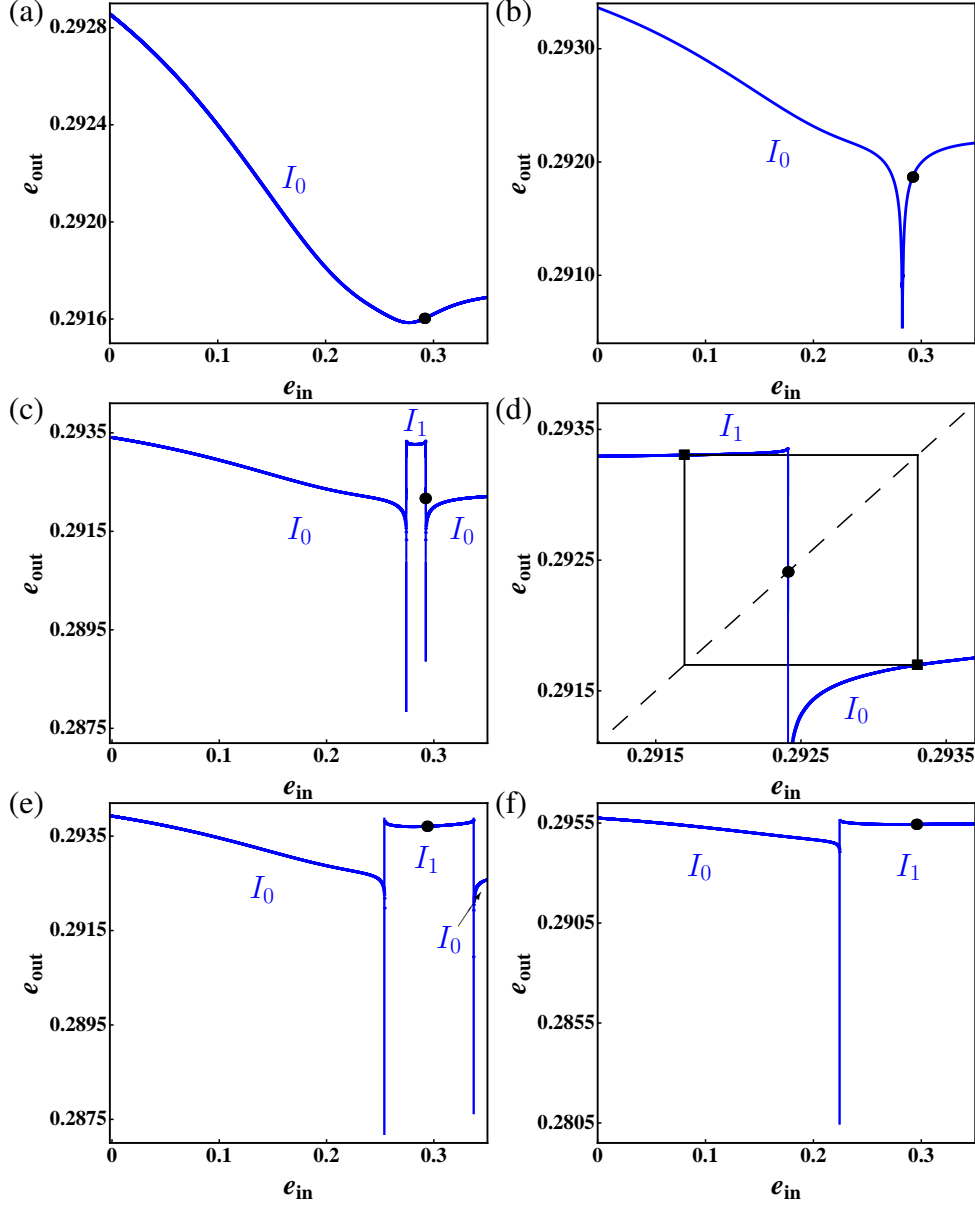 (a)
0.2928
0.2924
0.2920
0.2916
e_out
I_0
0
0.1
0.2
0.3
e_in
(b)
0.2930
0.2920
0.2910
e_out
I_0
0
0.1
0.2
0.3
e_in
(c)
0.2935
0.2915
0.2895
0.2875
e_out
I_1
I_0
I_0
0
0.1
0.2
0.3
e_in
(d)
0.2935
0.2925
0.2915
e_out
I_1
I_0
0.2915
0.2925
0.2935
e_in
(e)
0.2935
0.2915
0.2895
0.2875
e_out
I_0
I_1
I_0
0
0.1
0.2
0.3
e_in
(f)
0.2955
0.2905
0.2855
0.2805
e_out
I_0
I_1
0
0.1
0.2
0.3
e_in